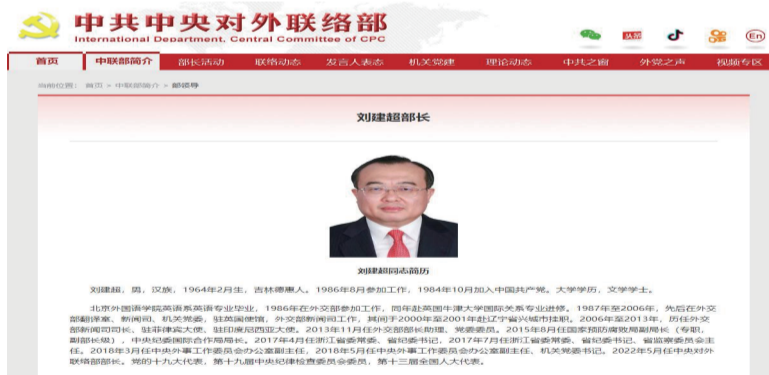 中共中央对外联络部
International Department, Central Committee of CPC
头条
En
首页 中联部简介 部长活动 联络动态 发言人表态 机关党建 理论动态 中共之窗 外党之声 视频专区
当前位置： 首页 > 中联部简介 > 部领导
刘建超部长
刘建超同志简历
刘建超，男，汉族，1964年2月生，吉林德惠人。1986年8月参加工作，1984年10月加入中国共产党。大学学历，文学学士。
北京外国语学院英语系英语专业毕业，1986年在外交部参加工作，同年赴英国牛津大学国际关系专业进修。1987年至2006年，先后在外交
部翻译室、新闻司、机关党委，驻英国使馆，外交部新闻司工作，其间于2000年至2001年赴辽宁省兴城市挂职。2006年至2013年，历任外交
部新闻司司长、驻菲律宾大使、驻印度尼西亚大使。2013年11月任外交部部长助理、党委委员。2015年8月任国家预防腐败局副局长（专职，
副部长级），中央纪委国际合作局局长。2017年4月任浙江省委常委、省纪委书记，2017年7月任浙江省委常委、省纪委书记、省监察委员会主
任。2018年3月任中央外事工作委员会办公室副主任，2018年5月任中央外事工作委员会办公室副主任、机关党委书记。2022年5月任中央对外
联络部部长。党的十九大代表，第十九届中央纪律检查委员会委员，第十三届全国人大代表。